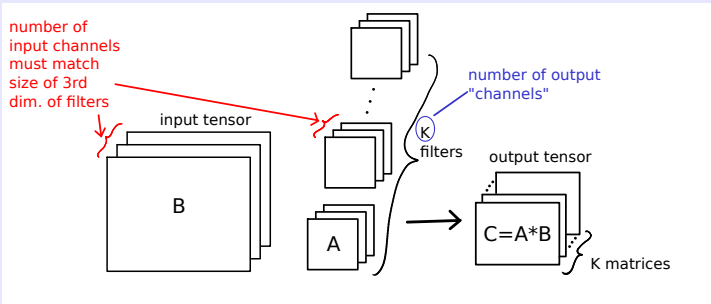 number of
input channels
must match
size of 3rd
dim. of filters
input tensor
B
A
K
filters
number of output
"channels"
output tensor
C=A*B
K matrices